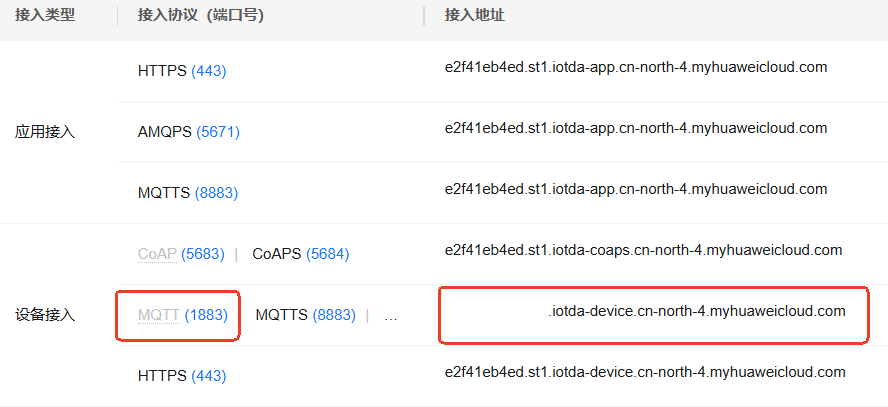 接入类型 接入协议（端口号） 接入地址
HTTPS (443) e2f41eb4ed.st1.iotda-app.cn-north-4.myhuaweicloud.com
应用接入 AMQPS (5671) e2f41eb4ed.st1.iotda-app.cn-north-4.myhuaweicloud.com
MQTTS (8883) e2f41eb4ed.st1.iotda-app.cn-north-4.myhuaweicloud.com
CoAP (5683) | CoAPS (5684) e2f41eb4ed.st1.iotda-coaps.cn-north-4.myhuaweicloud.com
设备接入 MQTT (1883) MQTTS (8883) | ... .iotda-device.cn-north-4.myhuaweicloud.com
HTTPS (443) e2f41eb4ed.st1.iotda-device.cn-north-4.myhuaweicloud.com